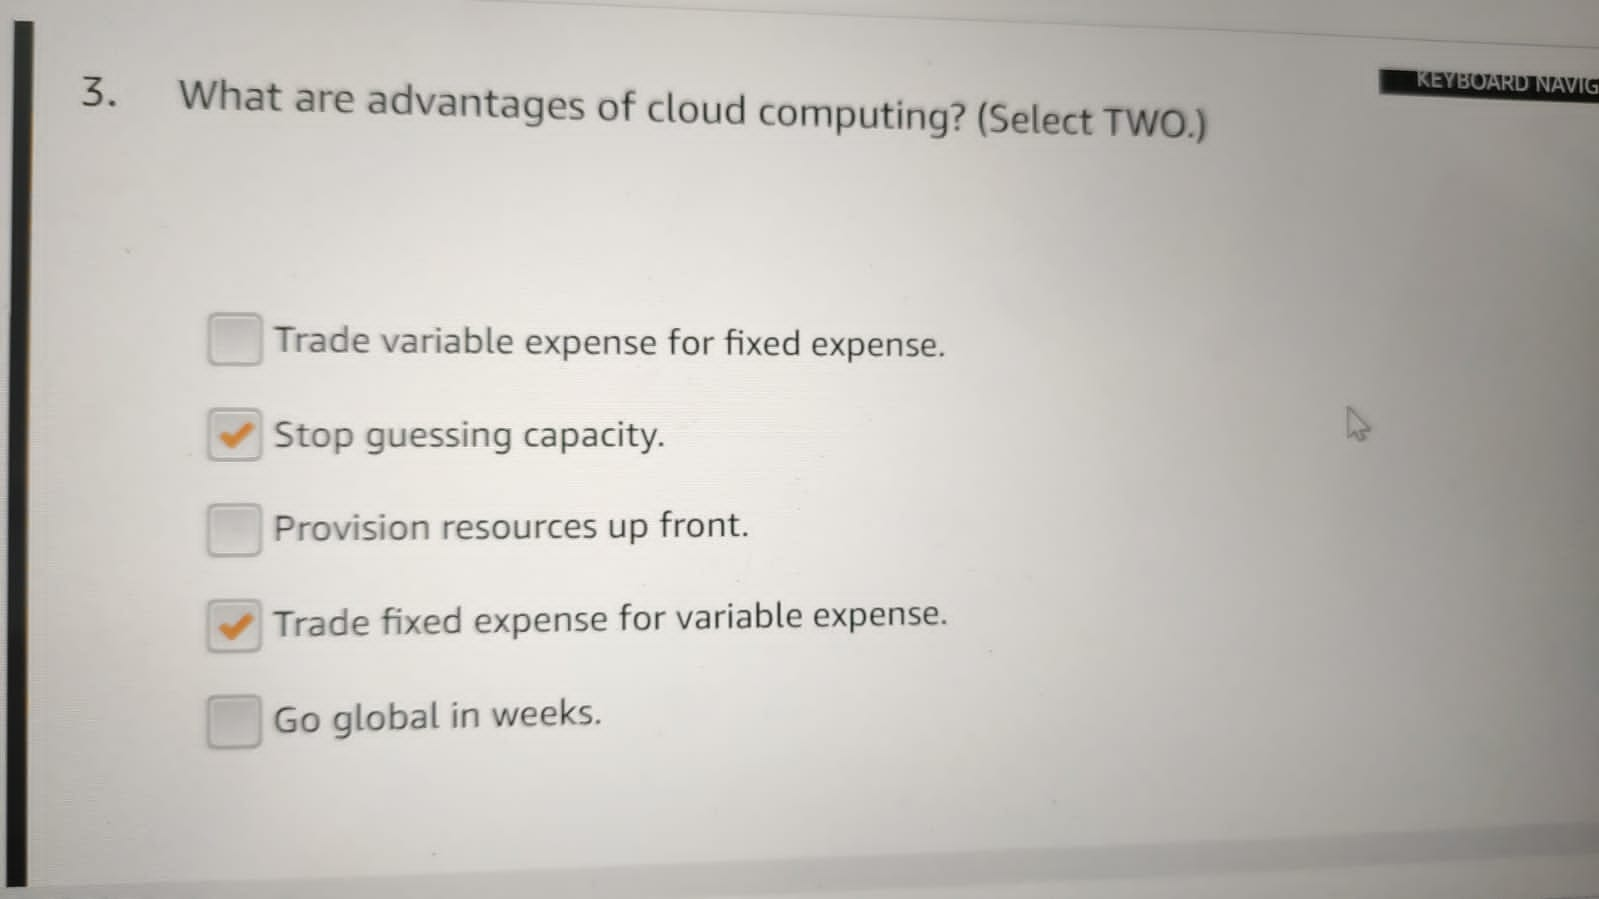 KEYBOARD NAVIG
3. What are advantages of cloud computing? (Select TWO.)
Trade variable expense for fixed expense.
Stop guessing capacity.
Provision resources up front.
Trade fixed expense for variable expense.
Go global in weeks.